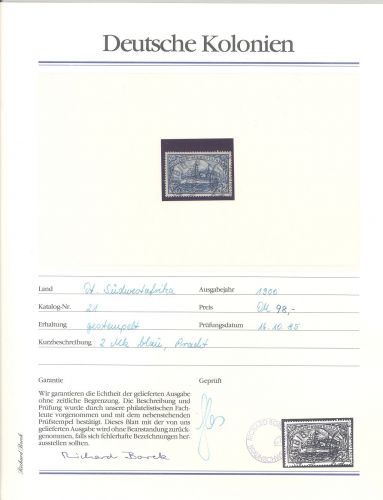 Deutsche Kolonien
Land Dt. Südwestafrika Ausgabejahr 1900
Katalog-Nr. 21 Preis DM 98,-
Erhaltung gestempelt Prüfungsdatum 16.10.85
Kurzbeschreibung 2 Mk blau, Pracht
Garantie Geprüft
Wir garantieren die Echtheit der gelieferten Ausgabe
ohne zeitliche Begrenzung. Die Beschreibung und
Prüfung wurde durch unsere philatelistischen Fach-
leute vorgenommen und mit dem nebenstehenden
Prüfstempel bestätigt. Dieses Blatt mit der von uns
gelieferten Ausgabe wird ohne Beanstandung zurück-
genommen, falls sich fehlerhafte Bezeichnungen her-
ausstellen sollten.
Richard Borek
Richard Borek